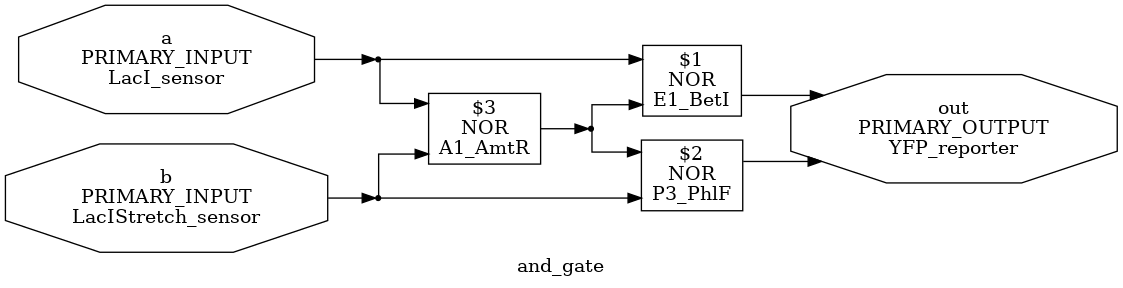 a
PRIMARY_INPUT
LacI_sensor
b
PRIMARY_INPUT
LacIStretch_sensor
$3
NOR
A1_AmtR
$1
NOR
E1_BetI
$2
NOR
P3_PhlF
out
PRIMARY_OUTPUT
YFP_reporter
and_gate